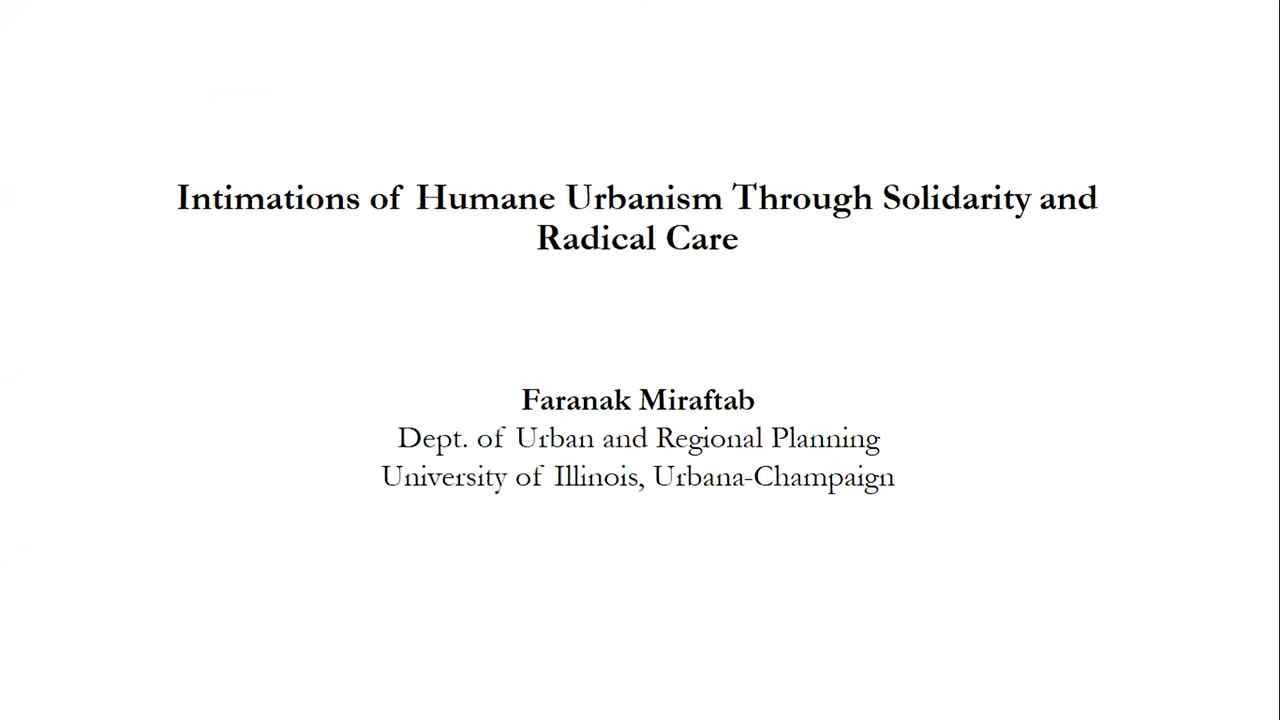 Intimations of Humane Urbanism Through Solidarity and
Radical Care
Faranak Miraftab
Dept. of Urban and Regional Planning
University of Illinois, Urbana-Champaign